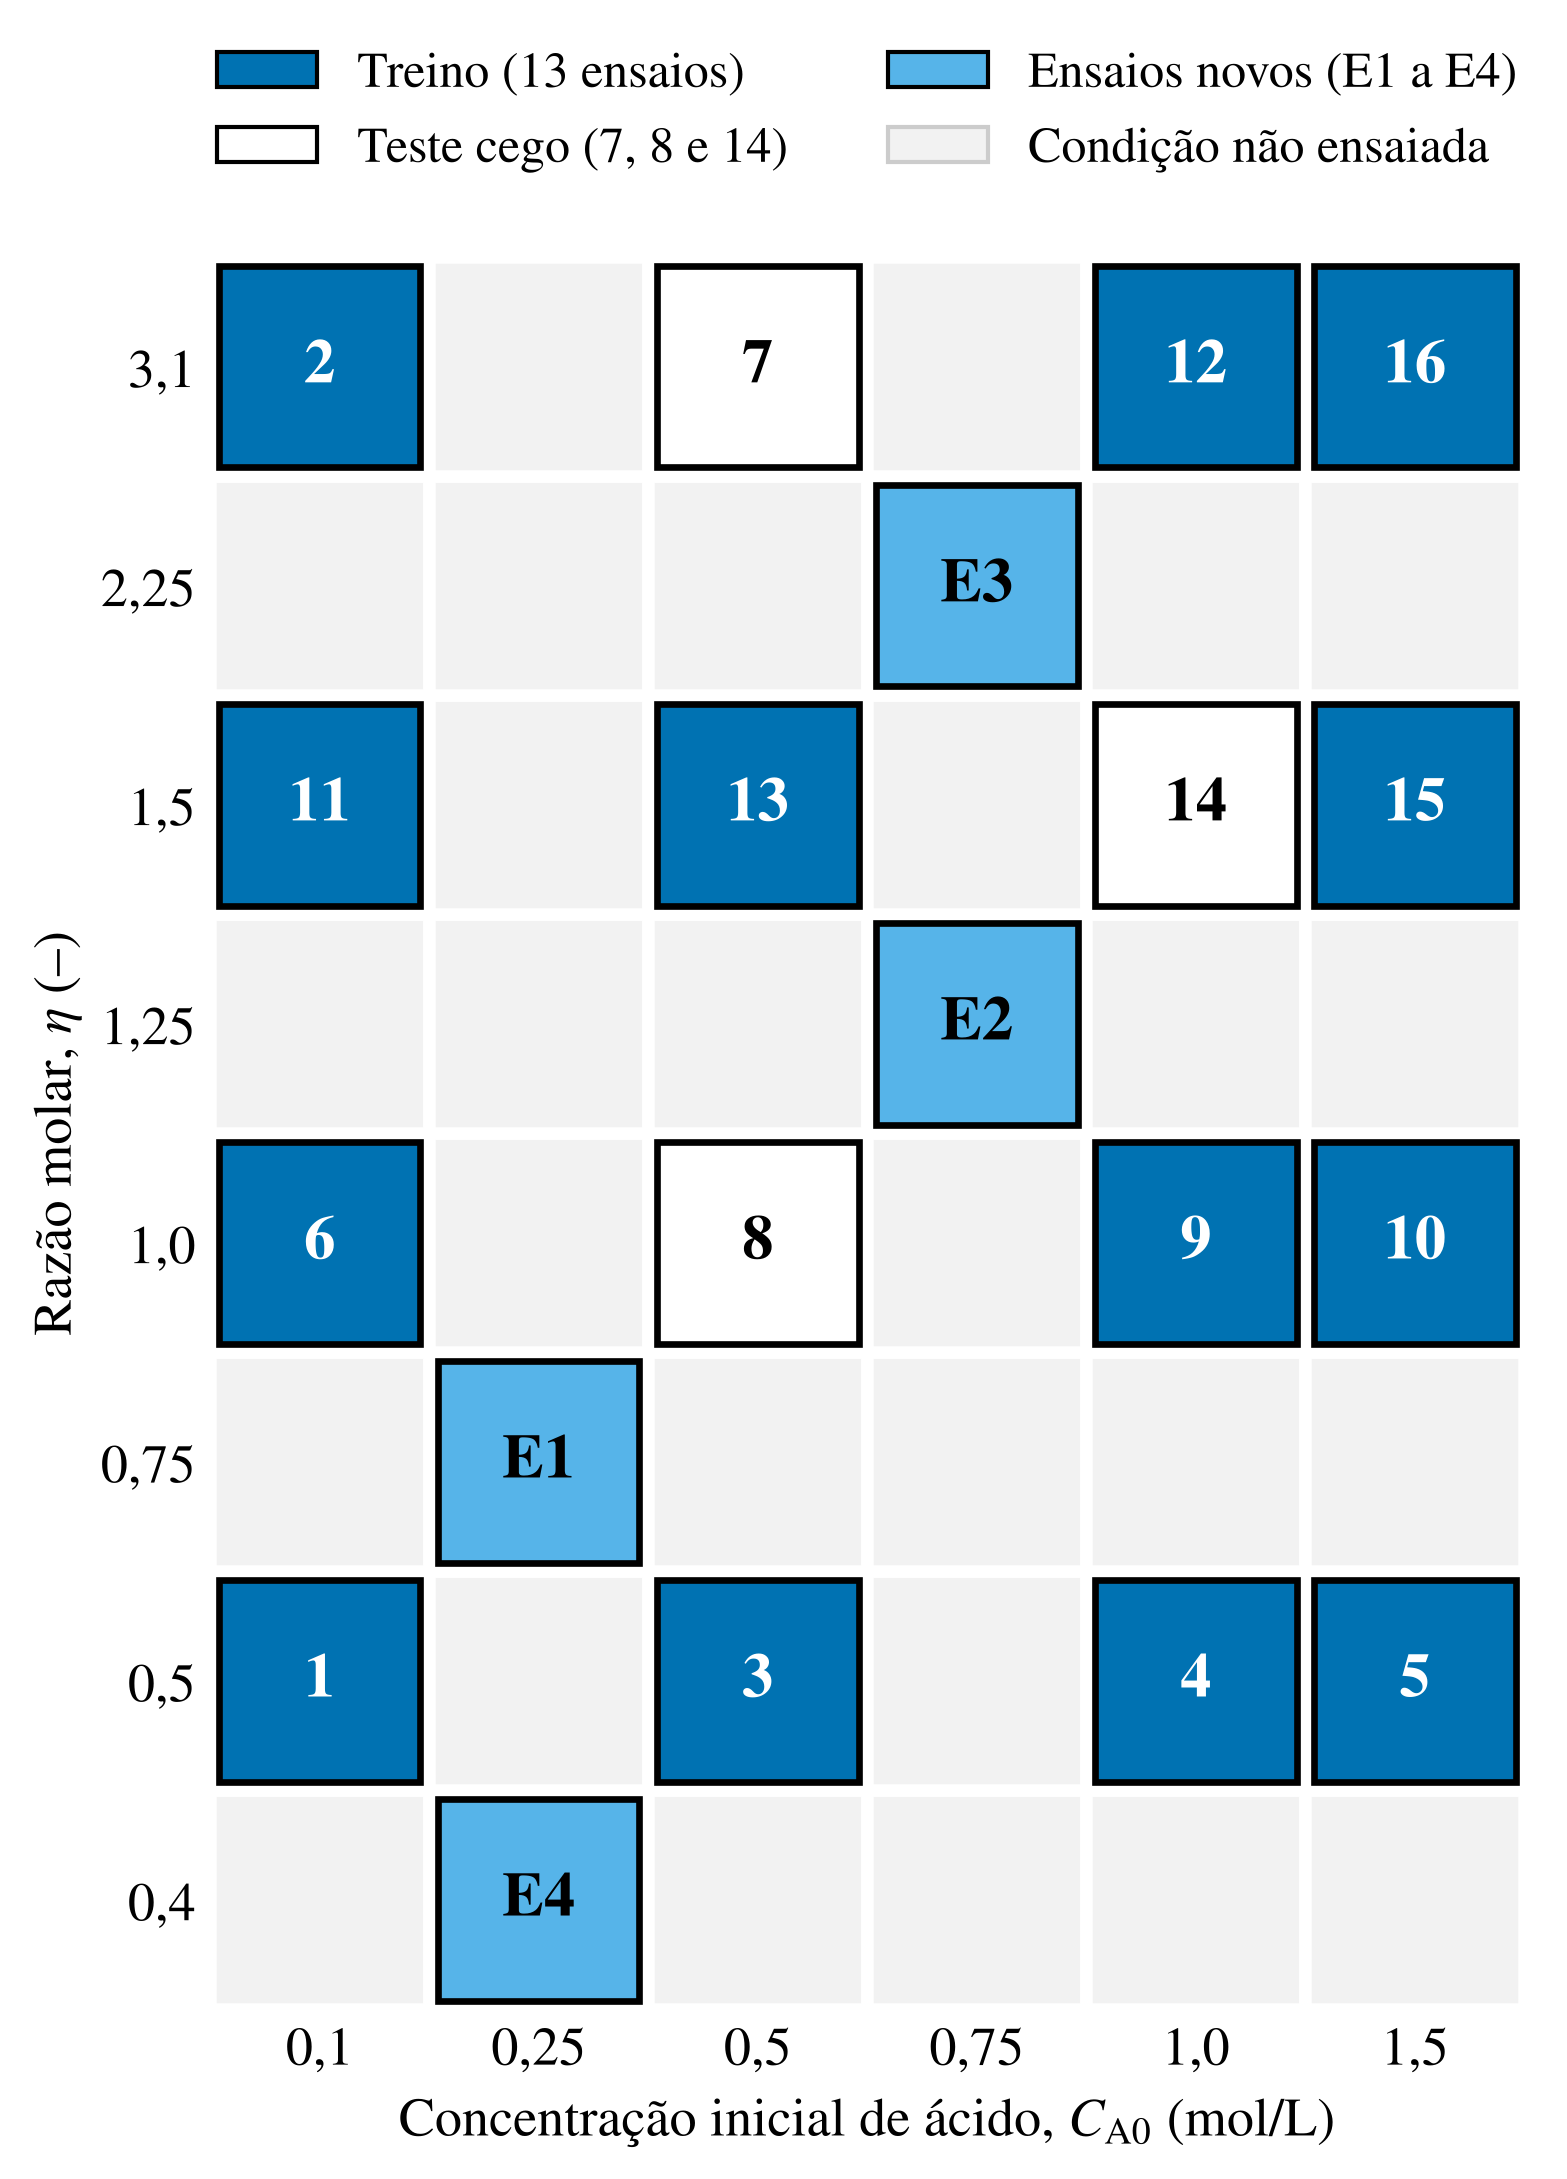 Treino (13 ensaios)
Ensaios novos (E1 a E4)
Teste cego (7, 8 e 14)
Condição não ensaiada
3,1 2 7 12 16
2,25 E3
1,5 11 13 14 15
1,25 E2
1,0 6 8 9 10
0,75 E1
0,5 1 3 4 5
0,4 E4
Razão molar, η (−)
0,1 0,25 0,5 0,75 1,0 1,5
Concentração inicial de ácido, C_A0 (mol/L)